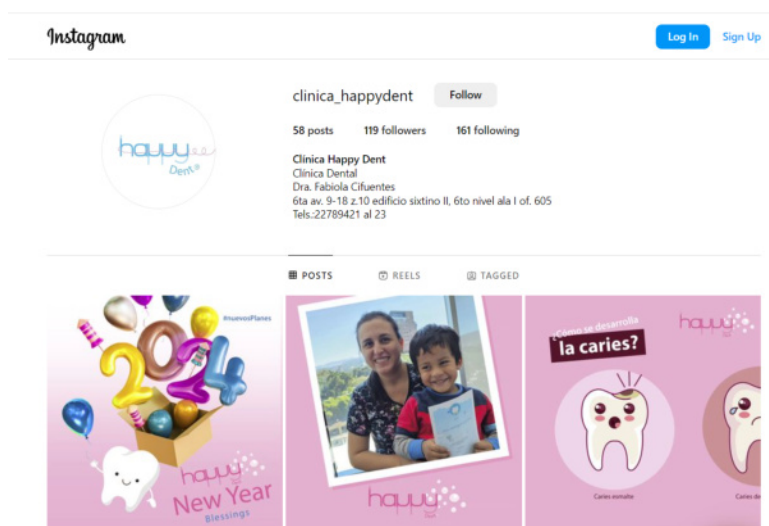 Instagram
Log In
Sign Up
clinica_happydent
Follow
58 posts 119 followers 161 following
Clínica Happy Dent
Clínica Dental
Dra. Fabiola Cifuentes
6ta av. 9-18 z.10 edificio sixtino II, 6to nivel ala I of. 605
Tels.:22789421 al 23
happy
Dent®
POSTS
REELS
TAGGED
#nuevosPlanes
2024
happy
New Year
Blessings
happy
¿Cómo se desarrolla
la caries?
happy
Caries esmalte